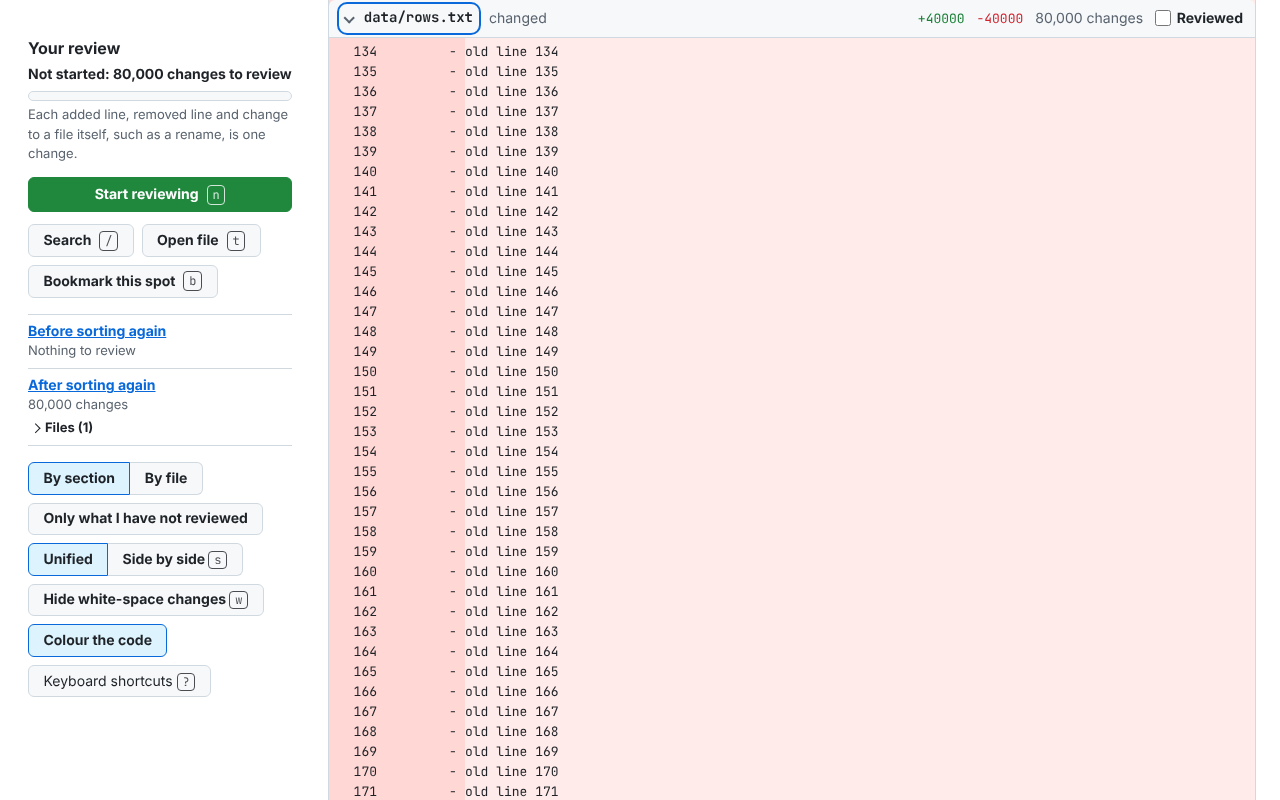 Your review
Not started: 80,000 changes to review
Each added line, removed line and change
to a file itself, such as a rename, is one
change.
Start reviewing n
Search / Open file t
Bookmark this spot b
Before sorting again
Nothing to review
After sorting again
80,000 changes
Files (1)
By section By file
Only what I have not reviewed
Unified Side by side s
Hide white-space changes w
Colour the code
Keyboard shortcuts ?
data/rows.txt changed +40000 -40000 80,000 changes Reviewed
134 - old line 134
135 - old line 135
136 - old line 136
137 - old line 137
138 - old line 138
139 - old line 139
140 - old line 140
141 - old line 141
142 - old line 142
143 - old line 143
144 - old line 144
145 - old line 145
146 - old line 146
147 - old line 147
148 - old line 148
149 - old line 149
150 - old line 150
151 - old line 151
152 - old line 152
153 - old line 153
154 - old line 154
155 - old line 155
156 - old line 156
157 - old line 157
158 - old line 158
159 - old line 159
160 - old line 160
161 - old line 161
162 - old line 162
163 - old line 163
164 - old line 164
165 - old line 165
166 - old line 166
167 - old line 167
168 - old line 168
169 - old line 169
170 - old line 170
171 - old line 171